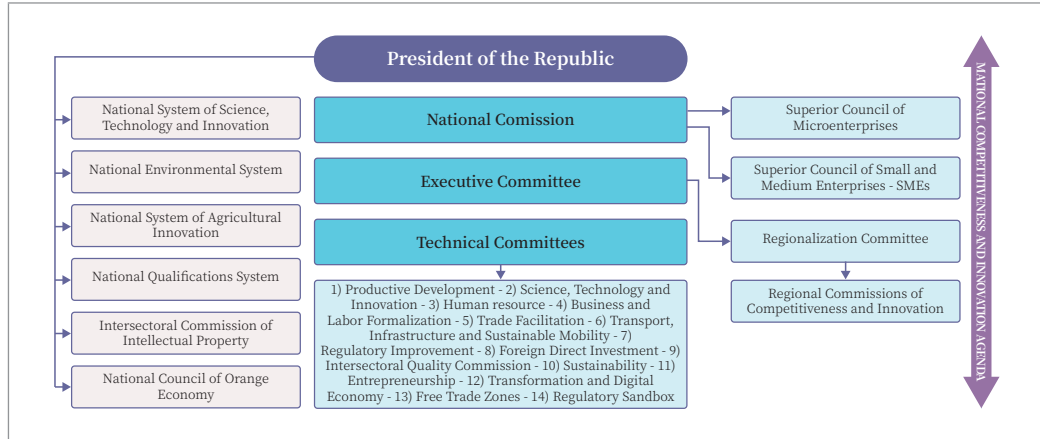 President of the Republic
National System of Science,
Technology and Innovation
National Environmental System
National System of Agricultural
Innovation
National Qualifications System
Intersectoral Commission of
Intellectual Property
National Council of Orange
Economy
National Comission
Executive Committee
Technical Committees
1) Productive Development - 2) Science, Technology and
Innovation - 3) Human resource - 4) Business and
Labor Formalization - 5) Trade Facilitation - 6) Transport,
Infrastructure and Sustainable Mobility - 7)
Regulatory Improvement - 8) Foreign Direct Investment - 9)
Intersectoral Quality Commission - 10) Sustainability - 11)
Entrepreneurship - 12) Transformation and Digital
Economy - 13) Free Trade Zones - 14) Regulatory Sandbox
Superior Council of
Microenterprises
Superior Council of Small and
Medium Enterprises - SMEs
Regionalization Committee
Regional Commissions of
Competitiveness and Innovation
MATIONAL COMPETITIVENESS AND INNOVATION AGENDA